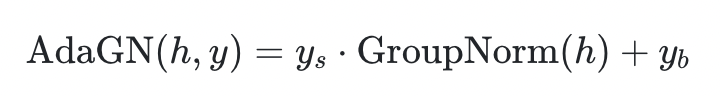 AdaGN(h, y) = y_s · GroupNorm(h) + y_b